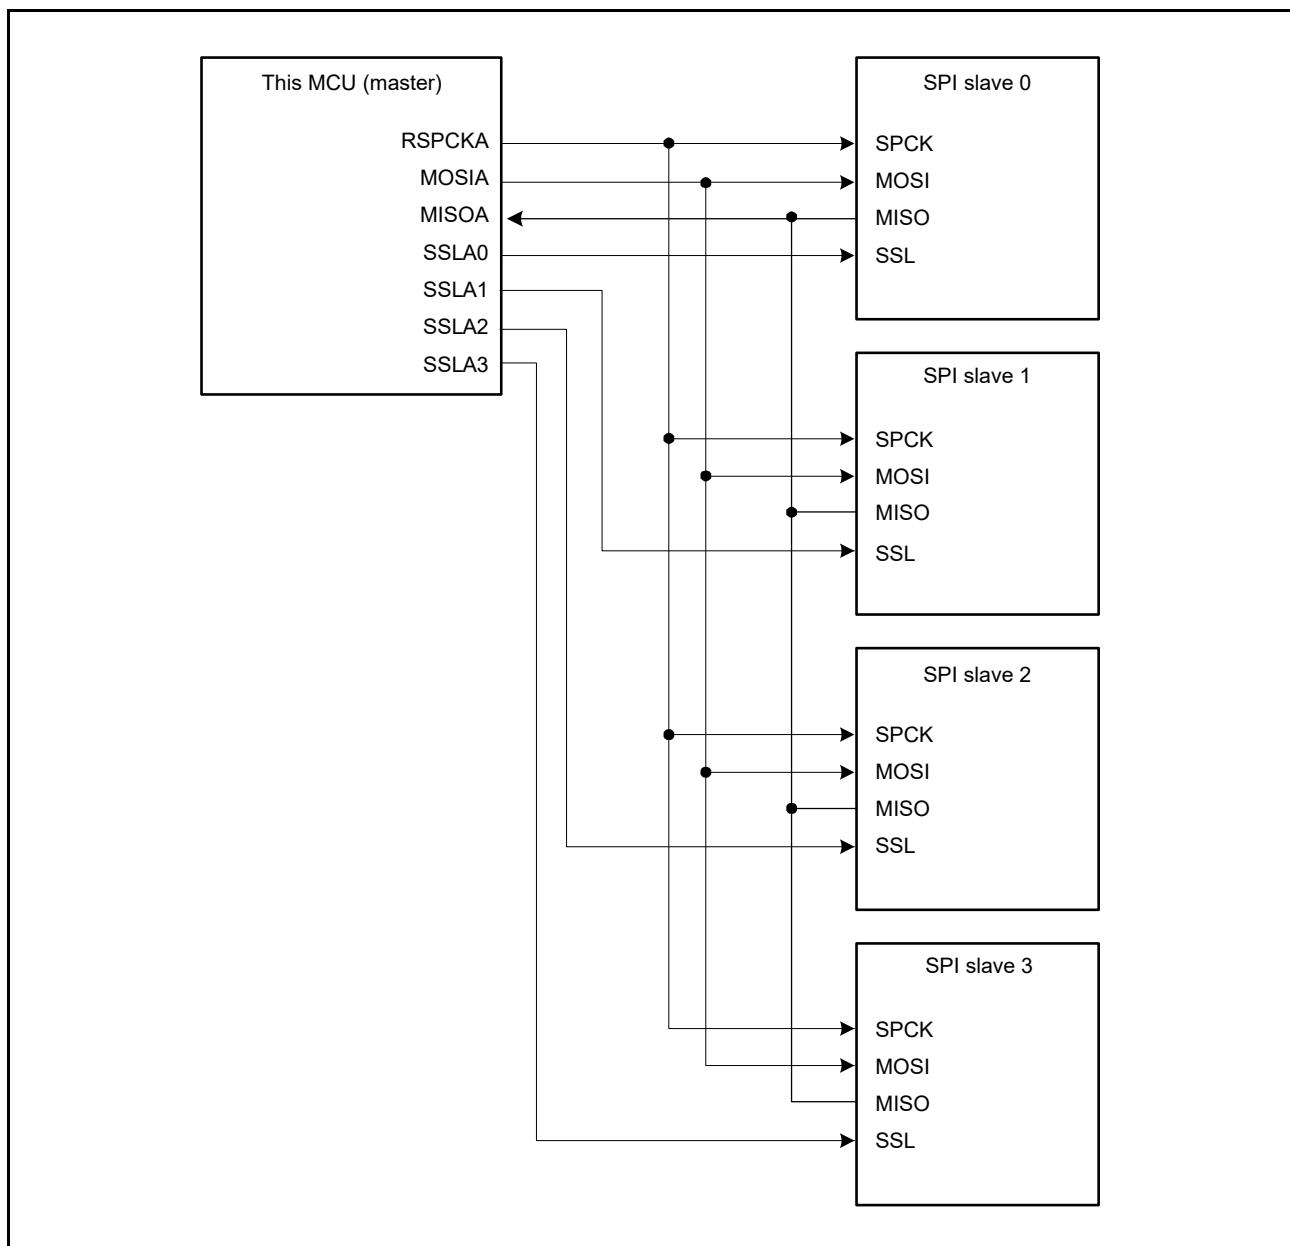 This MCU (master)
RSPCKA
MOSIA
MISOA
SSLA0
SSLA1
SSLA2
SSLA3
SPI slave 0
SPCK
MOSI
MISO
SSL
SPI slave 1
SPCK
MOSI
MISO
SSL
SPI slave 2
SPCK
MOSI
MISO
SSL
SPI slave 3
SPCK
MOSI
MISO
SSL